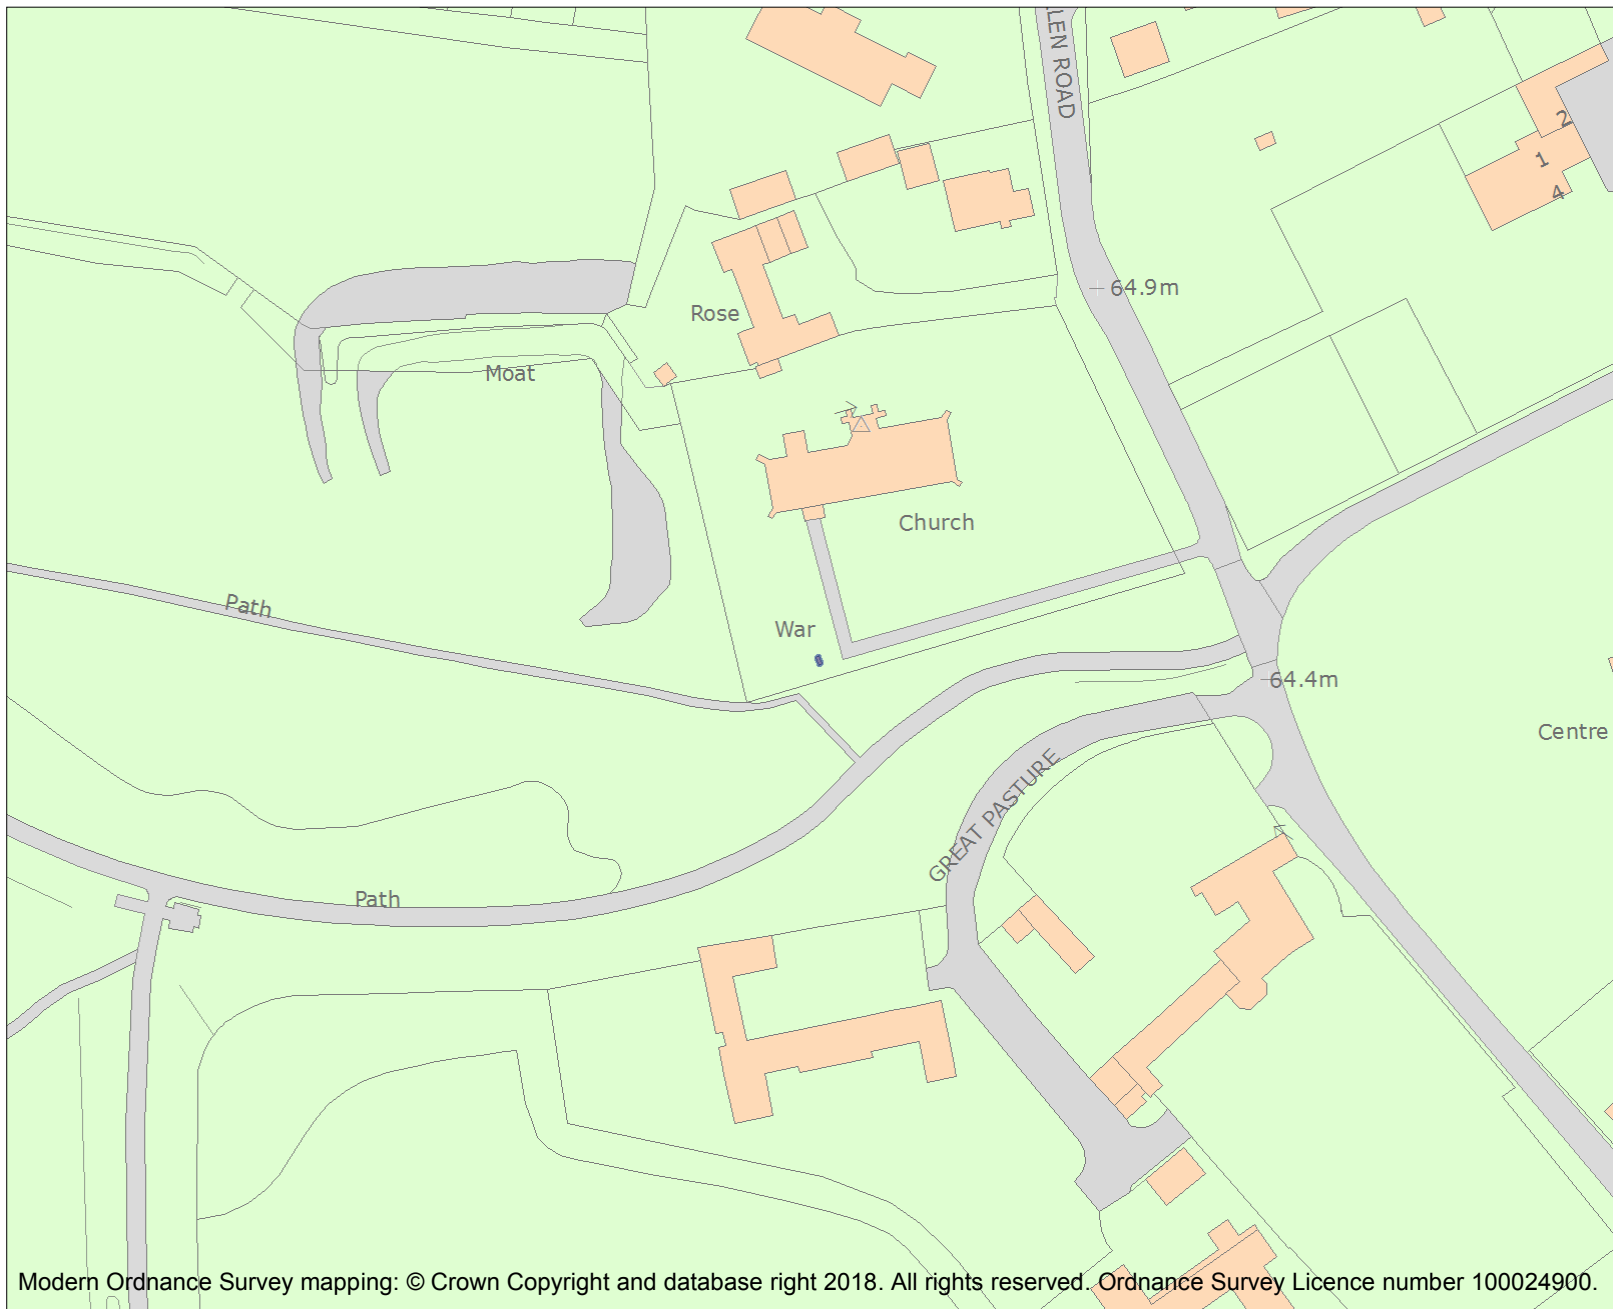 LEN ROAD
2
1
4
64.9m
Rose
Moat
Church
Path
War
64.4m
Centre
GREAT PASTURE
Path
Modern Ordnance Survey mapping: © Crown Copyright and database right 2018. All rights reserved. Ordnance Survey Licence number 100024900.